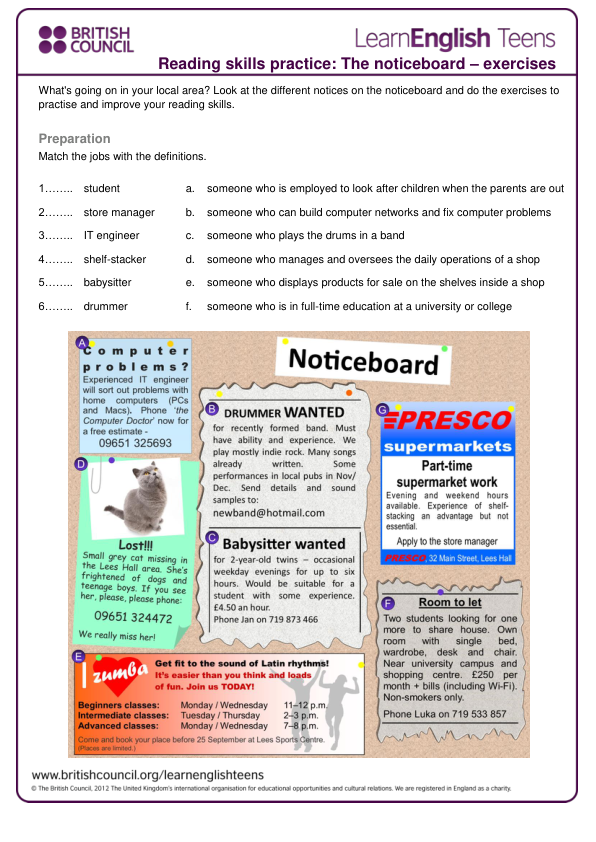 BRITISH
COUNCIL
LearnEnglish Teens
Reading skills practice: The noticeboard – exercises
What's going on in your local area? Look at the different notices on the noticeboard and do the exercises to
practise and improve your reading skills.
Preparation
Match the jobs with the definitions.
1…….. student a. someone who is employed to look after children when the parents are out
2…….. store manager b. someone who can build computer networks and fix computer problems
3…….. IT engineer c. someone who plays the drums in a band
4…….. shelf-stacker d. someone who manages and oversees the daily operations of a shop
5…….. babysitter e. someone who displays products for sale on the shelves inside a shop
6…….. drummer f. someone who is in full-time education at a university or college
Noticeboard
A
Computer
problems?
Experienced IT engineer
will sort out problems with
home computers (PCs
and Macs). Phone ‘the
Computer Doctor’ now for
a free estimate -
09651 325693
B
DRUMMER WANTED
for recently formed band. Must
have ability and experience. We
play mostly indie rock. Many songs
already written. Some
performances in local pubs in Nov/
Dec. Send details and sound
samples to:
newband@hotmail.com
C
Babysitter wanted
for 2-year-old twins – occasional
weekday evenings for up to six
hours. Would be suitable for a
student with some experience.
£4.50 an hour.
Phone Jan on 719 873 466
D
Lost!!!
Small grey cat missing in
the Lees Hall area. She's
frightened of dogs and
teenage boys. If you see
her, please, please phone:
09651 324472
We really miss her!
E
zumba
Get fit to the sound of Latin rhythms!
It's easier than you think and loads
of fun. Join us TODAY!
Beginners classes: Monday / Wednesday 11–12 p.m.
Intermediate classes: Tuesday / Thursday 2–3 p.m.
Advanced classes: Monday / Wednesday 7–8 p.m.
Come and book your place before 25 September at Lees Sports Centre.
(Places are limited.)
G
PRESCO
supermarkets
Part-time
supermarket work
Evening and weekend hours
available. Experience of shelf-
stacking an advantage but not
essential.
Apply to the store manager
PRESCO, 32 Main Street, Lees Hall
F
Room to let
Two students looking for one
more to share house. Own
room with single bed,
wardrobe, desk and chair.
Near university campus and
shopping centre. £250 per
month + bills (including Wi-Fi).
Non-smokers only.
Phone Luka on 719 533 857
www.britishcouncil.org/learnenglishteens
© The British Council, 2012 The United Kingdom's international organisation for educational opportunities and cultural relations. We are registered in England as a charity.